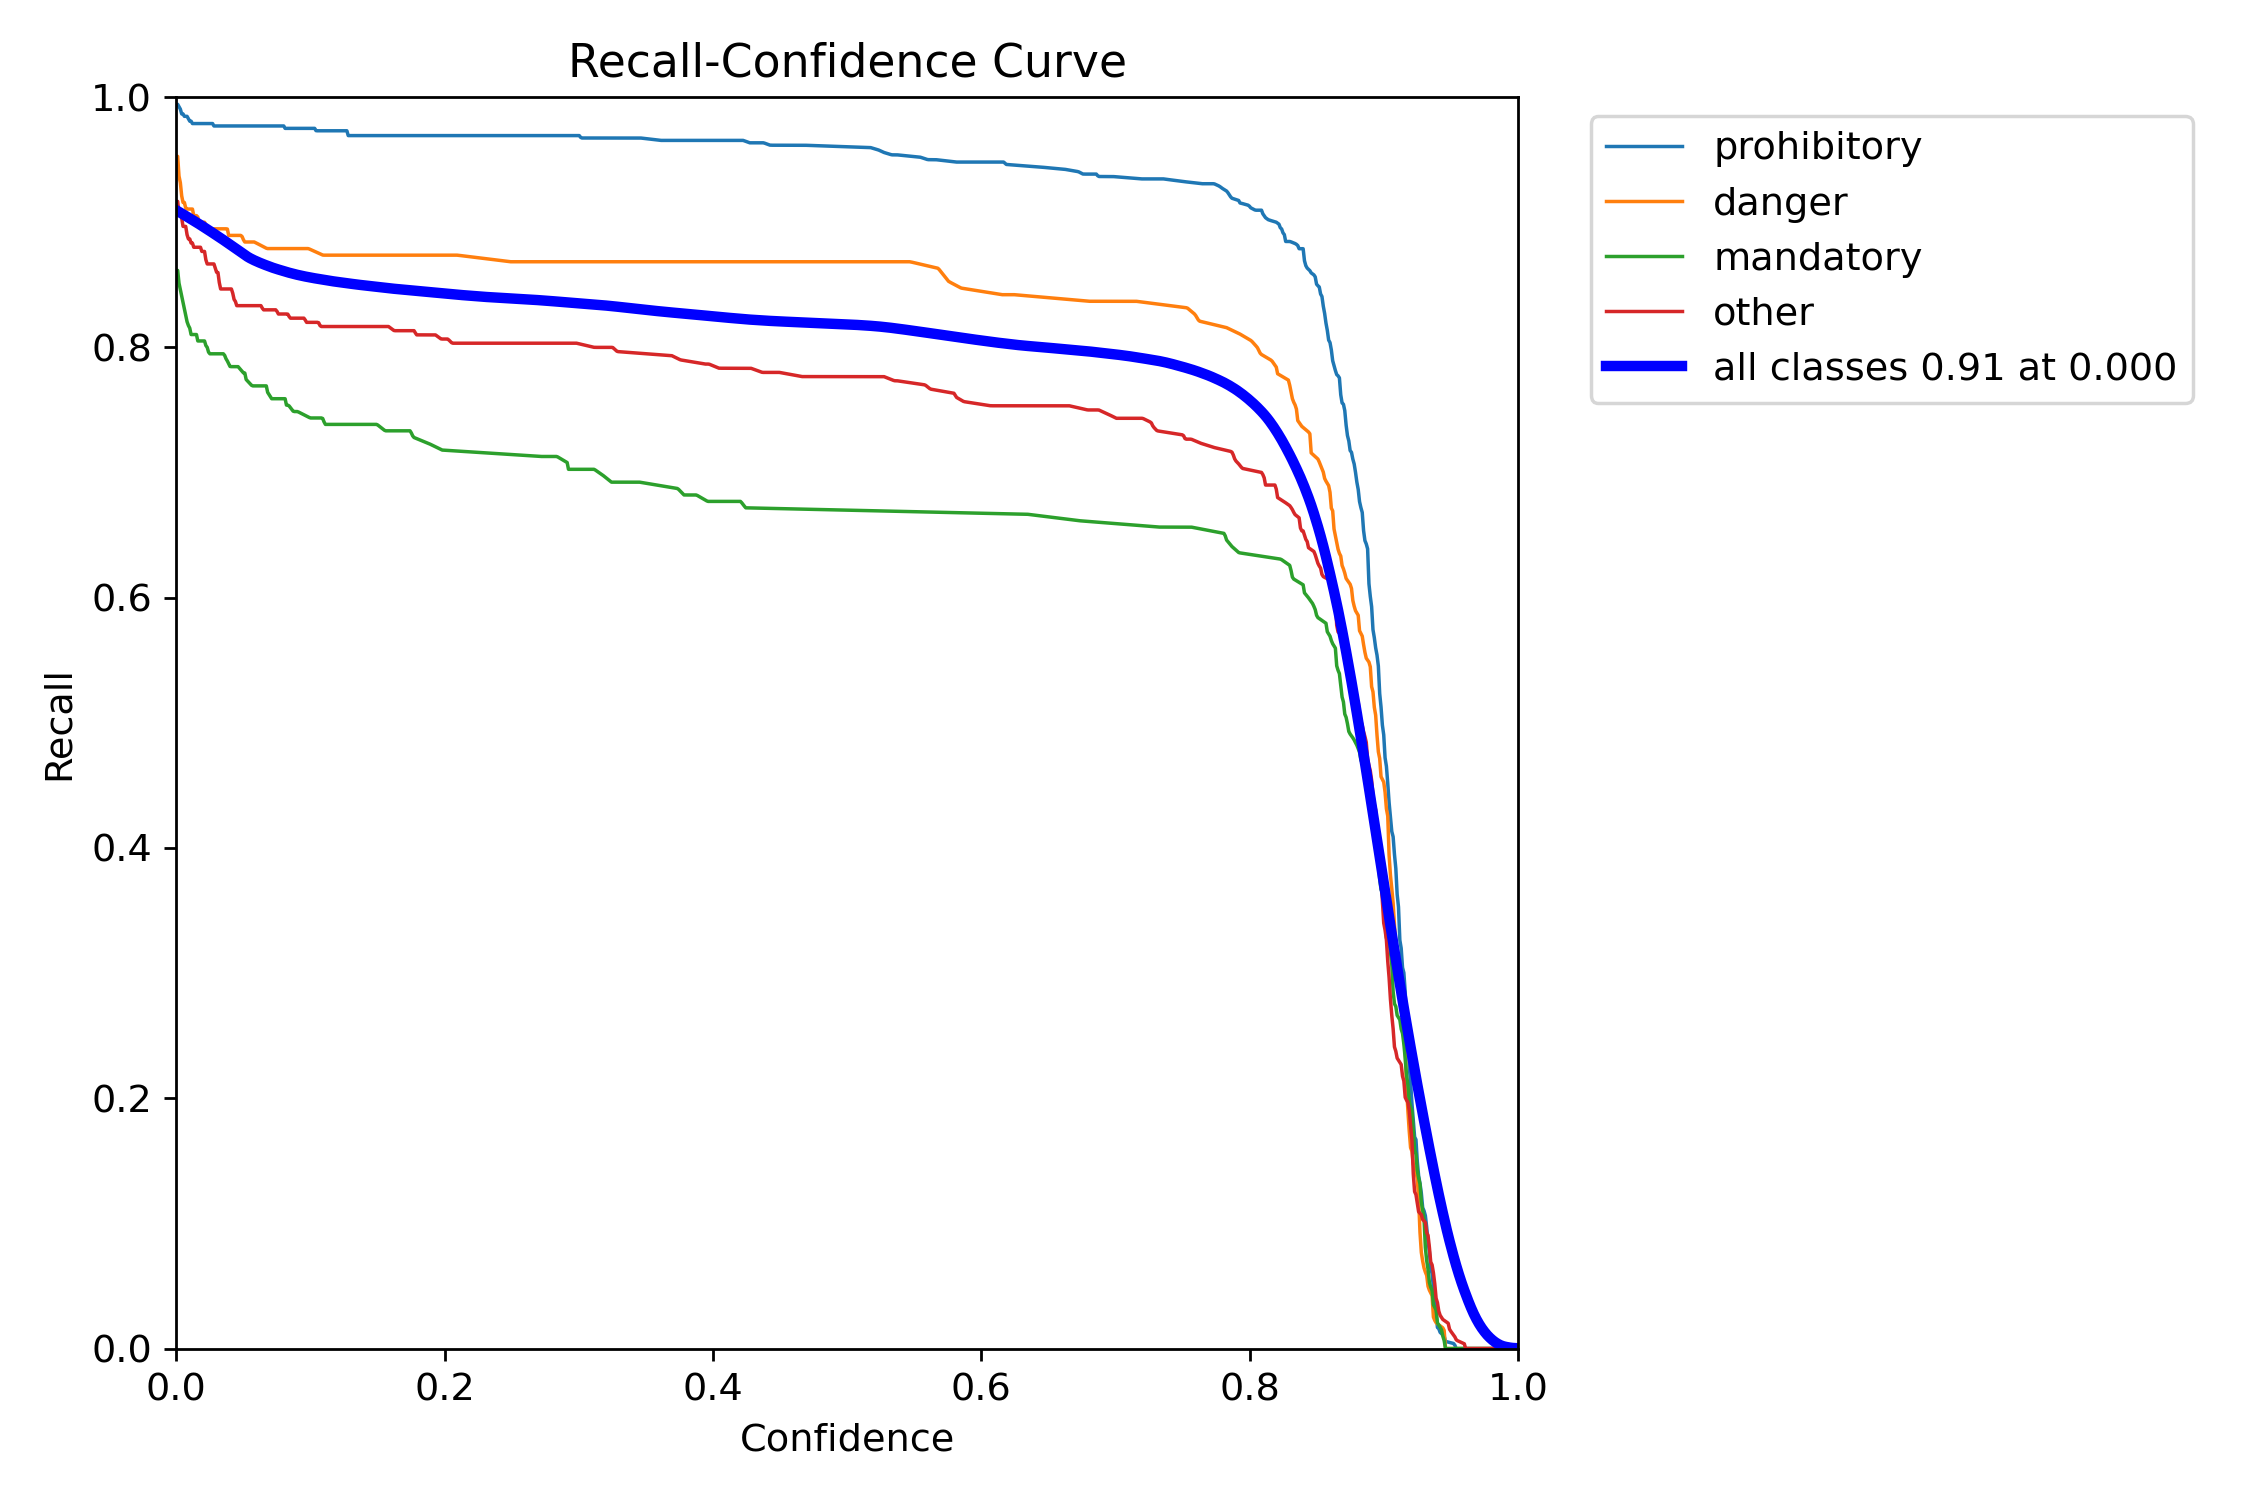 Recall-Confidence Curve
1.0
0.8
0.6
0.4
0.2
0.0
Recall
0.0 0.2 0.4 0.6 0.8 1.0
Confidence
prohibitory
danger
mandatory
other
all classes 0.91 at 0.000